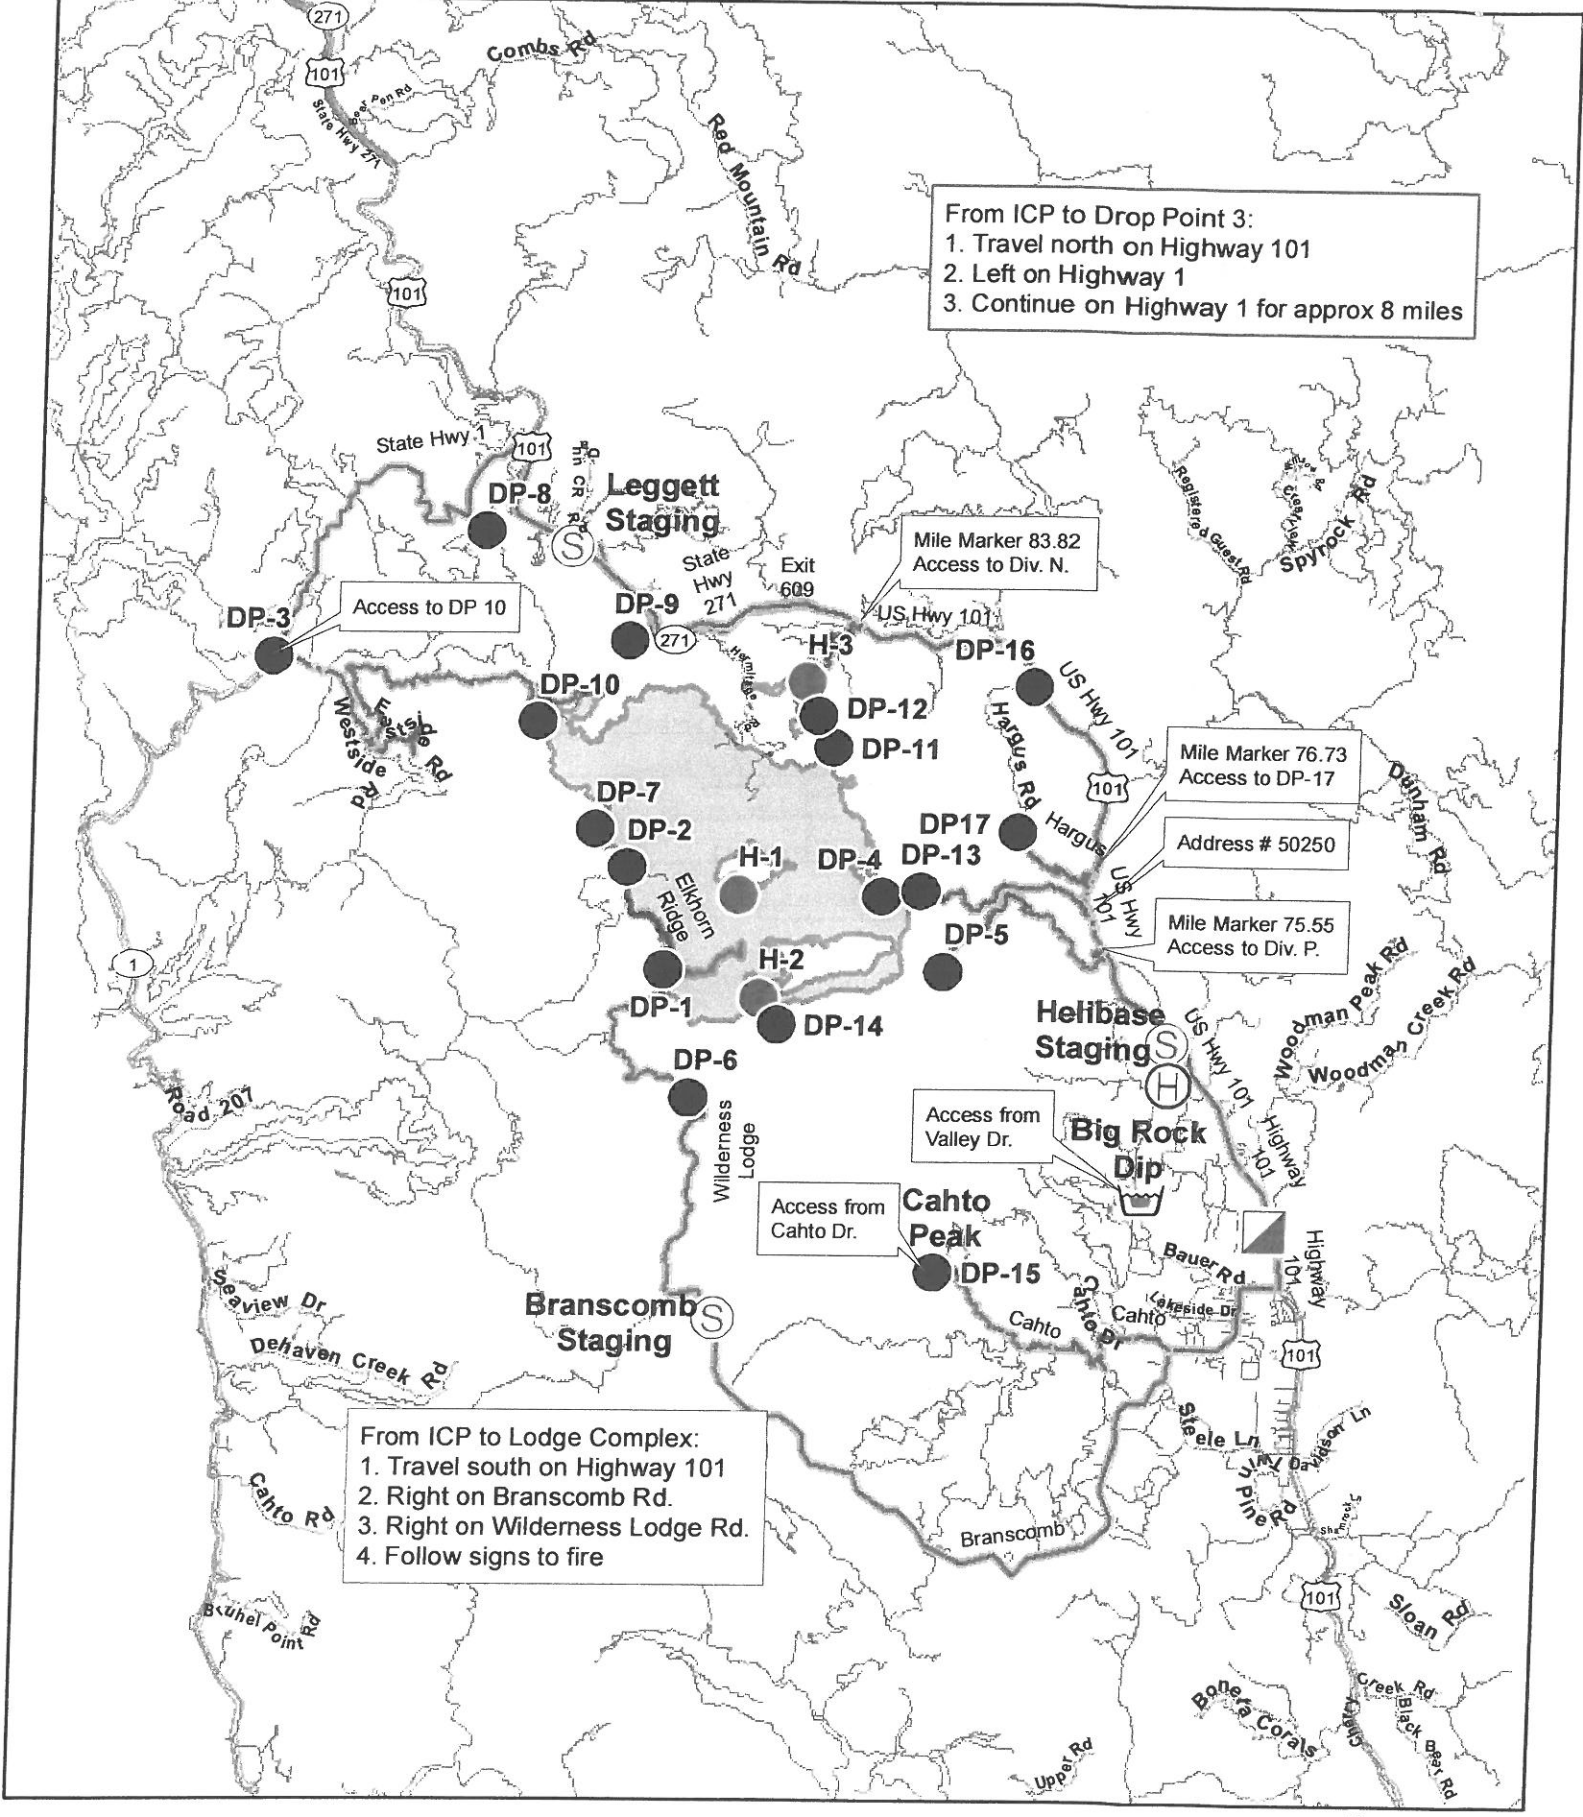 271
Combs Rd
101
Bear Pen Rd
State Hwy 271
Red Mountain Rd
From ICP to Drop Point 3:
1. Travel north on Highway 101
2. Left on Highway 1
3. Continue on Highway 1 for approx 8 miles
101
State Hwy 1
101
DP-8
Leggett
Staging
S
Registered Guest Rd
Spyrock Rd
Mile Marker 83.82
Access to Div. N.
State
Hwy
271
Exit
609
DP-9
271
US Hwy 101
DP-3
Access to DP 10
H-3
DP-16
Hermitage Rd
US Hwy 101
DP-10
DP-12
DP-11
Hargus Rd
Eastside Rd
Westside Rd
Mile Marker 76.73
Access to DP-17
101
Dunham Rd
DP-7
DP-2
DP17
Hargus
Address # 50250
H-1
DP-4
DP-13
US Hwy
101
Elkhorn
Ridge
Mile Marker 75.55
Access to Div. P.
DP-5
1
H-2
Woodman Peak Rd
Woodman Creek Rd
DP-1
DP-14
Helibase
Staging
S
H
US Hwy 101
DP-6
Road 207
Wilderness
Lodge
Access from
Valley Dr.
Big Rock
Dip
Highway
101
Access from
Cahto Dr.
Cahto
Peak
DP-15
Bauer Rd
Highway
101
Seaview Dr
Branscomb
Staging
S
Cahto
Cahto Dr
Cahto
Lakeside Dr
101
Dehaven Creek Rd
From ICP to Lodge Complex:
1. Travel south on Highway 101
2. Right on Branscomb Rd.
3. Right on Wilderness Lodge Rd.
4. Follow signs to fire
Steele Ln
Davidson Ln
Twin
Pine Rd
Cahto Rd
Branscomb
101
Bruhel Point Rd
Sloan Rd
Creek Rd
Cherry
Black Bear Rd
Upper Rd